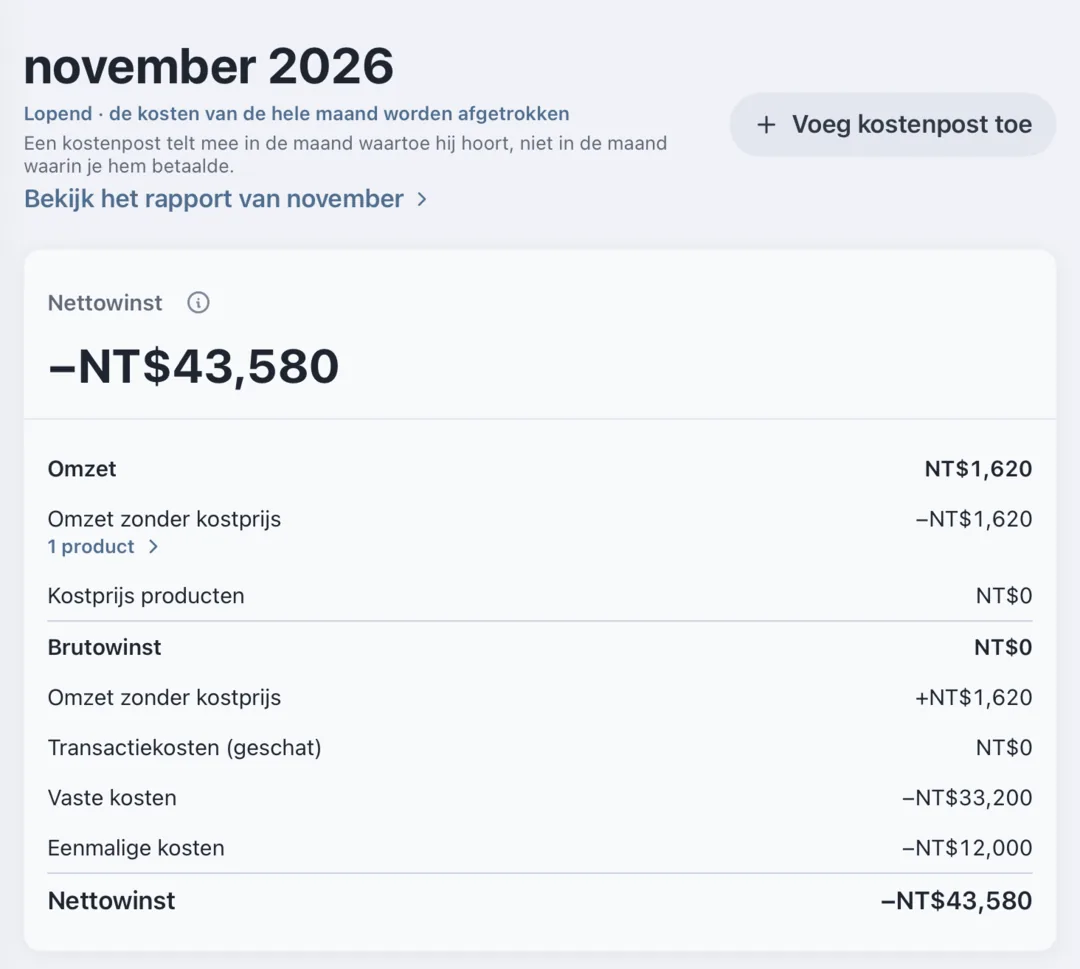 november 2026
Lopend · de kosten van de hele maand worden afgetrokken
Een kostenpost telt mee in de maand waartoe hij hoort, niet in de maand
waarin je hem betaalde.
Bekijk het rapport van november
+ Voeg kostenpost toe
Nettowinst
–NT$43,580
Omzet NT$1,620
Omzet zonder kostprijs –NT$1,620
1 product
Kostprijs producten NT$0
Brutowinst NT$0
Omzet zonder kostprijs +NT$1,620
Transactiekosten (geschat) NT$0
Vaste kosten –NT$33,200
Eenmalige kosten –NT$12,000
Nettowinst –NT$43,580